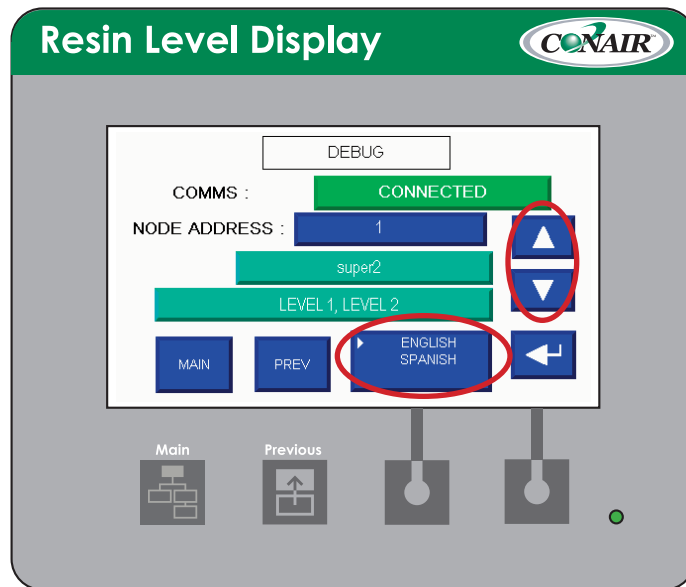 Resin Level Display
CONAIR
DEBUG
COMMS :
CONNECTED
NODE ADDRESS :
1
super2
LEVEL 1, LEVEL 2
MAIN
PREV
ENGLISH
SPANISH
Main
Previous